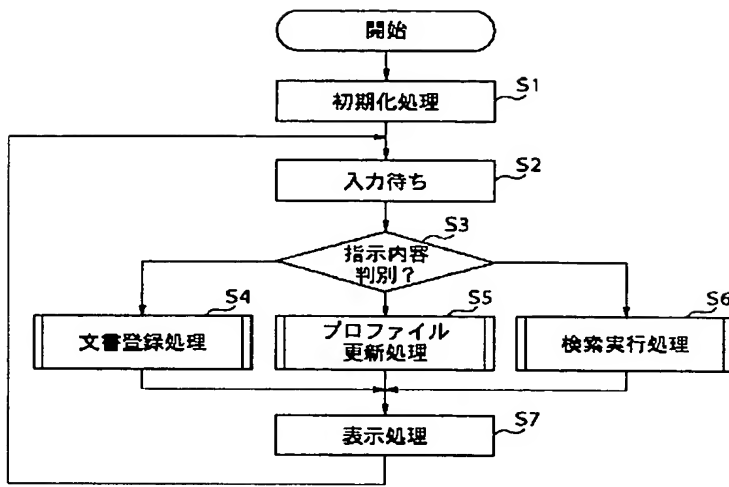 開始
初期化処理
S1
入力待ち
S2
S3
指示内容
判別？
S4
文書登録処理
S5
プロファイル
更新処理
S6
検索実行処理
表示処理
S7